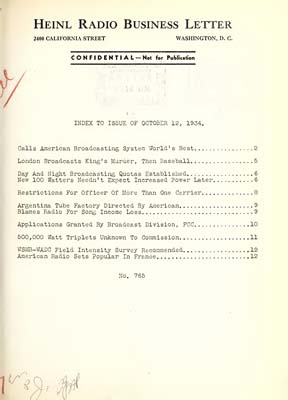 HEINL RADIO BUSINESS LETTER
2400 CALIFORNIA STREET WASHINGTON, D. C.
CONFIDENTIAL—Not for Publication
INDEX TO ISSUE OF OCTOBER 12, 1934.
Calls American Broadcasting System World's Best...............2
London Broadcasts King's Murder, Then Baseball................5
Day And Night Broadcasting Quotas Established.................6
New 100 Watters Needn't Expect Increased Power Later..........6
Restrictions For Officer Of More Than One Carrier.............8
Argentina Tube Factory Directed By American...................9
Blames Radio For Song Income Loss.............................9
Applications Granted By Broadcast Division, FCC..............10
500,000 Watt Triplets Unknown To Commission..................11
WSMB-WADC Field Intensity Survey Recommended.................12
American Radio Sets Popular In France........................12
No. 765